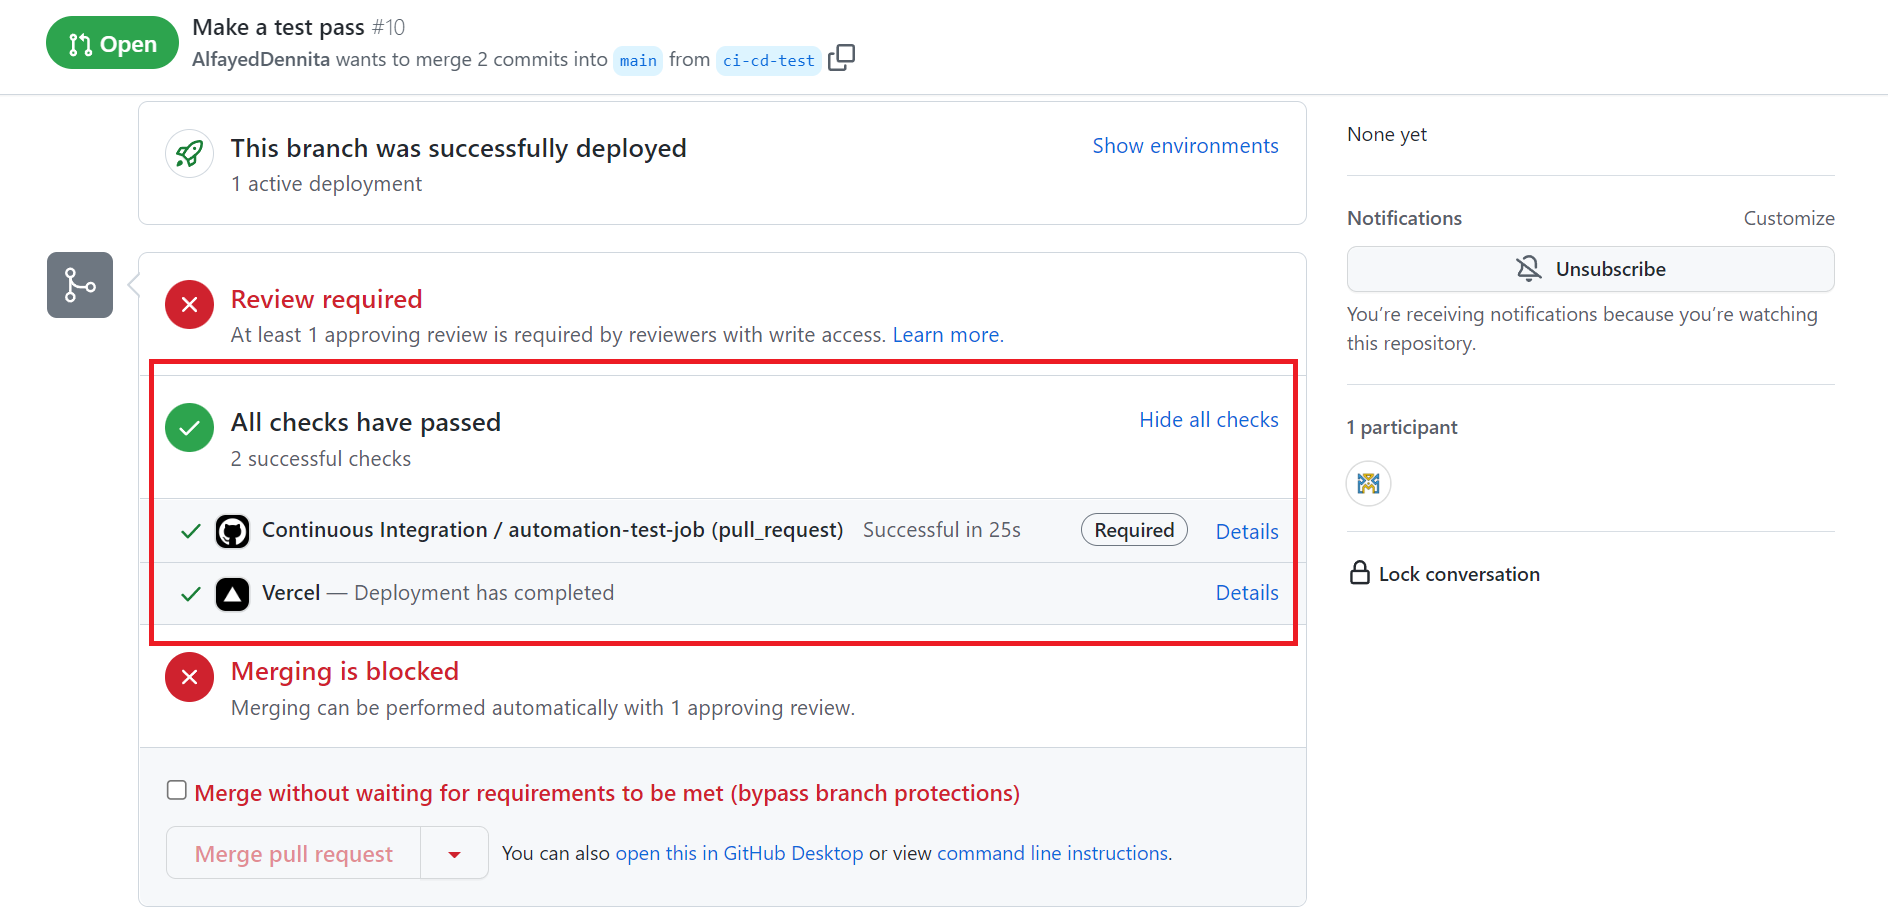 Open
Make a test pass #10
AlfayedDennita wants to merge 2 commits into main from ci-cd-test
This branch was successfully deployed
Show environments
1 active deployment
Review required
At least 1 approving review is required by reviewers with write access. Learn more.
All checks have passed
Hide all checks
2 successful checks
Continuous Integration / automation-test-job (pull_request) Successful in 25s Required Details
Vercel — Deployment has completed Details
Merging is blocked
Merging can be performed automatically with 1 approving review.
Merge without waiting for requirements to be met (bypass branch protections)
Merge pull request
You can also open this in GitHub Desktop or view command line instructions.
None yet
Notifications Customize
Unsubscribe
You’re receiving notifications because you’re watching
this repository.
1 participant
Lock conversation